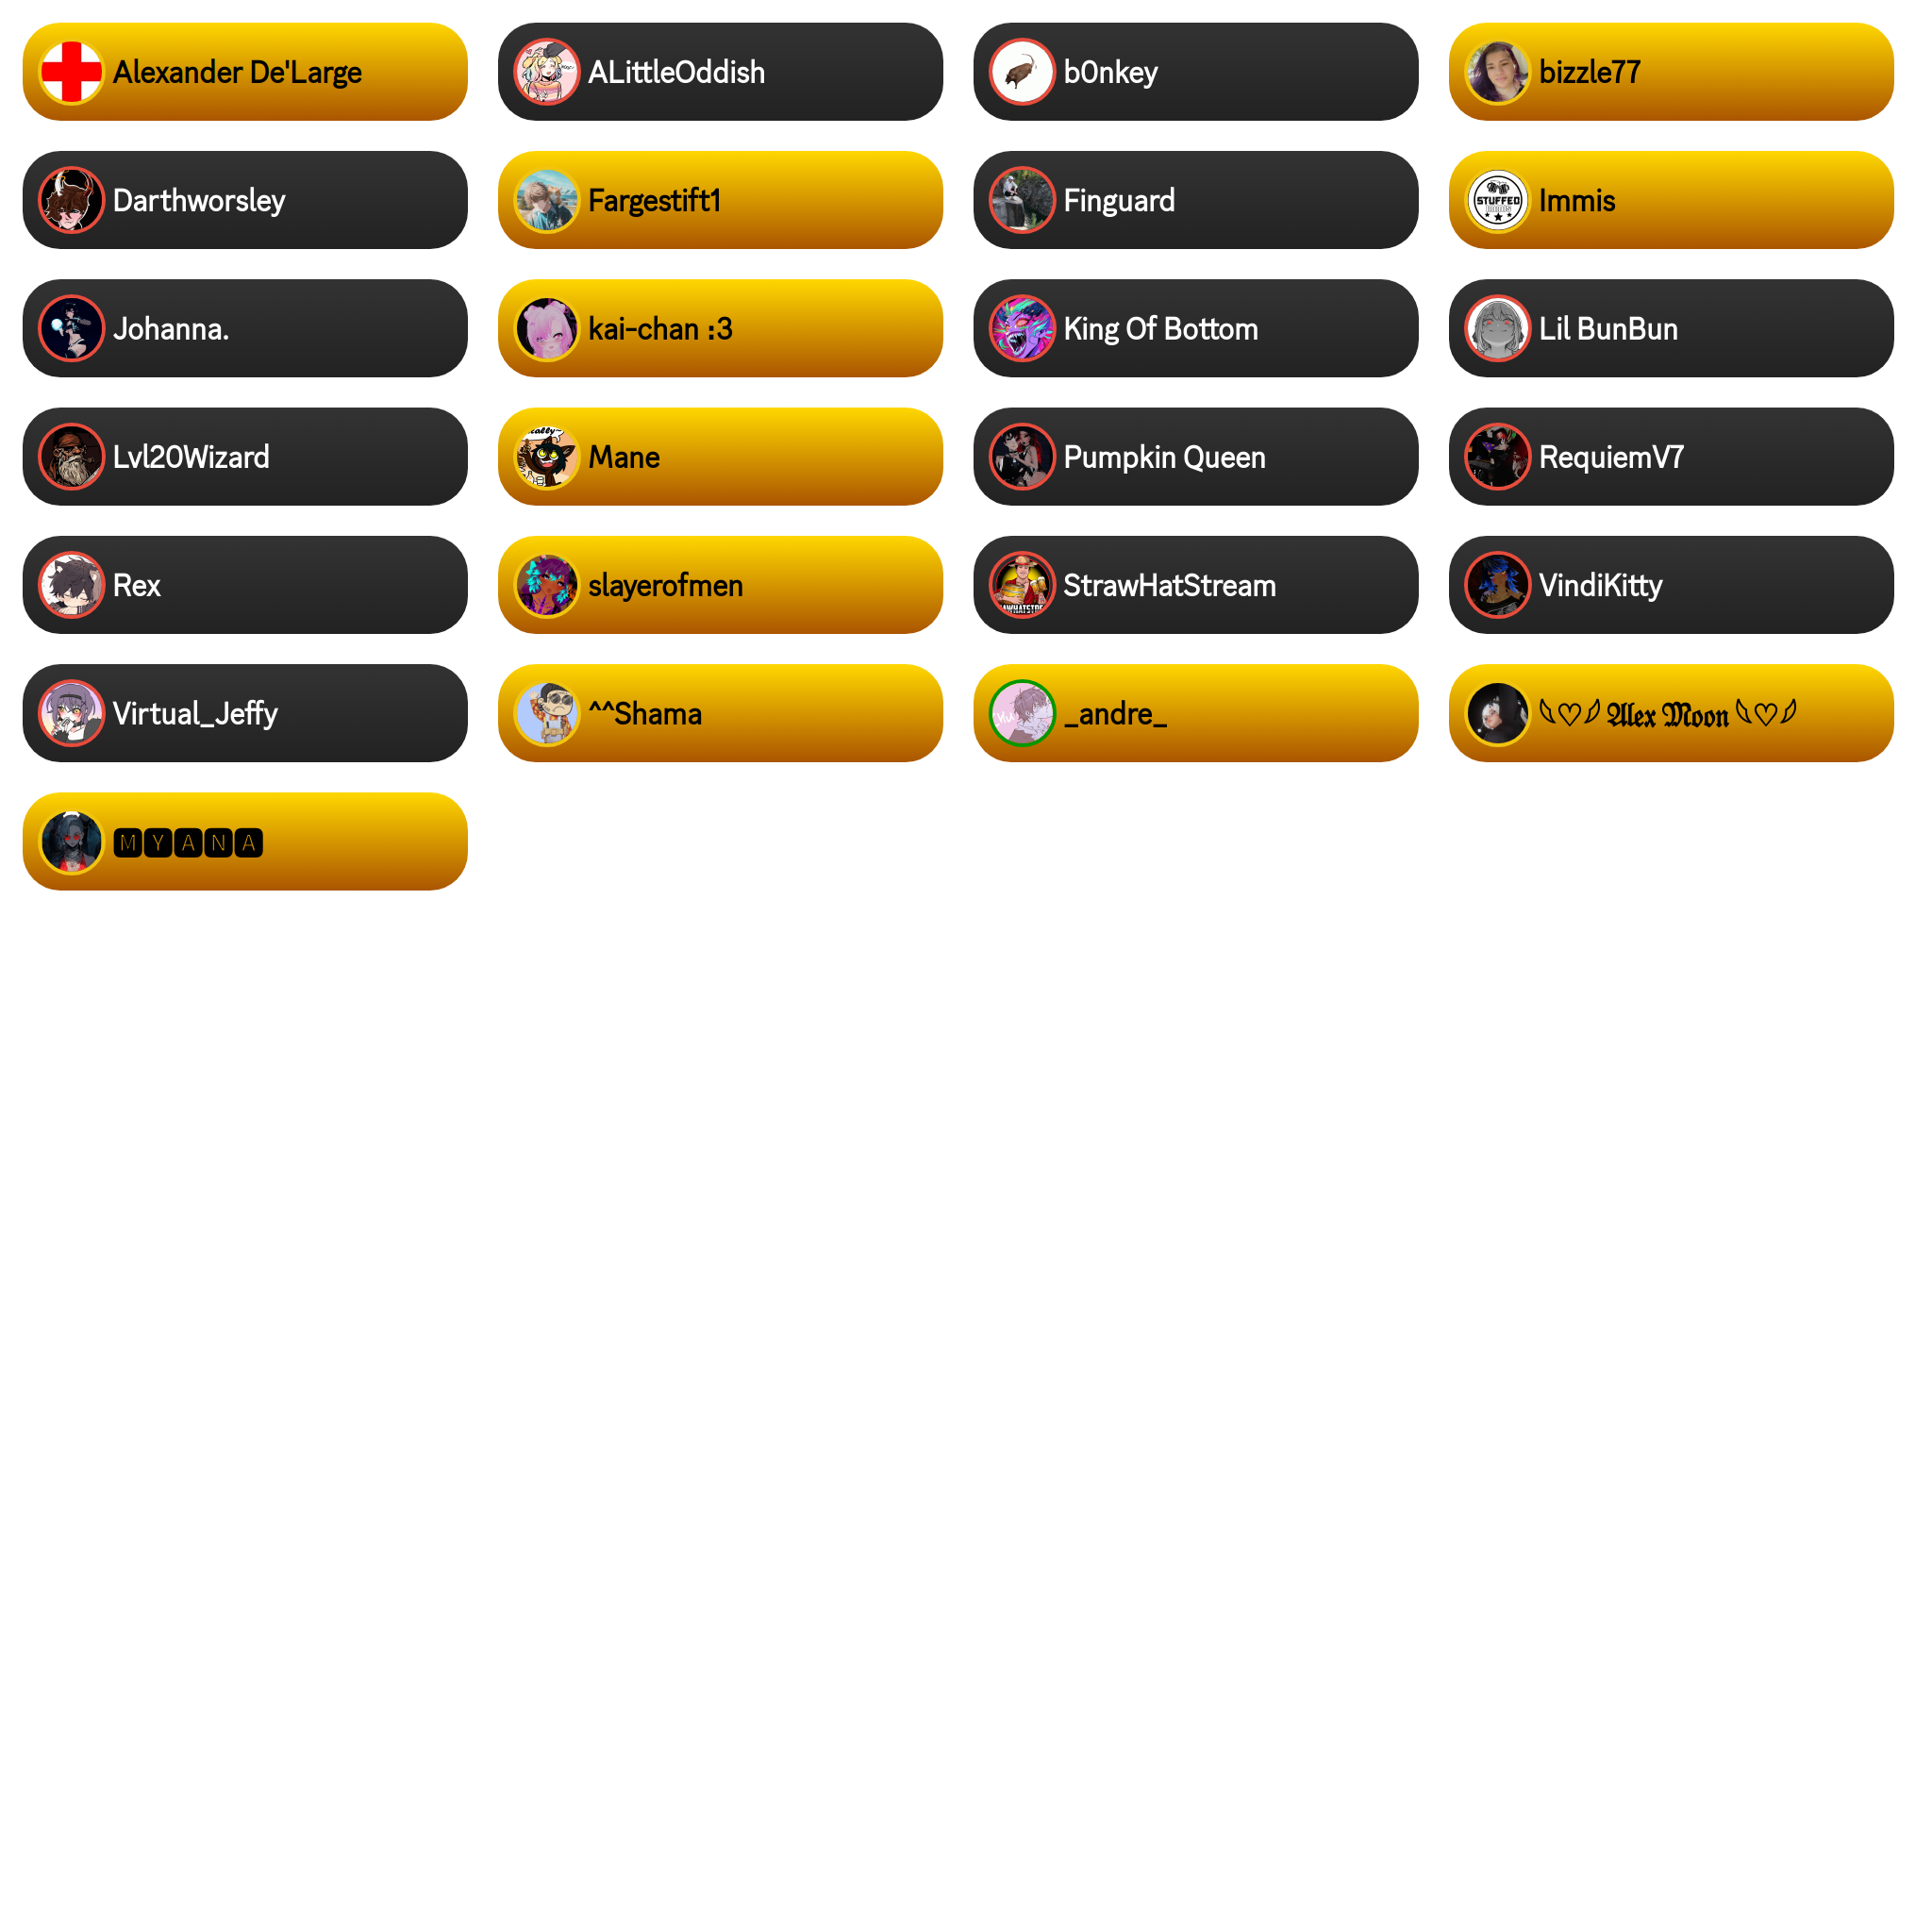 Alexander De'Large
ALittleOddish
b0nkey
bizzle77
Darthworsley
Fargestift1
Finguard
STUFFED
Immis
Johanna.
kai-chan :3
King Of Bottom
Lil BunBun
Lvl20Wizard
Mane
Pumpkin Queen
RequiemV7
Rex
slayerofmen
StrawHatStream
VindiKitty
Virtual_Jeffy
^^Shama
_andre_
𝕬𝖑𝖊𝖝 𝕸𝖔𝖔𝖓
🅼🆈🅰🅽🅰